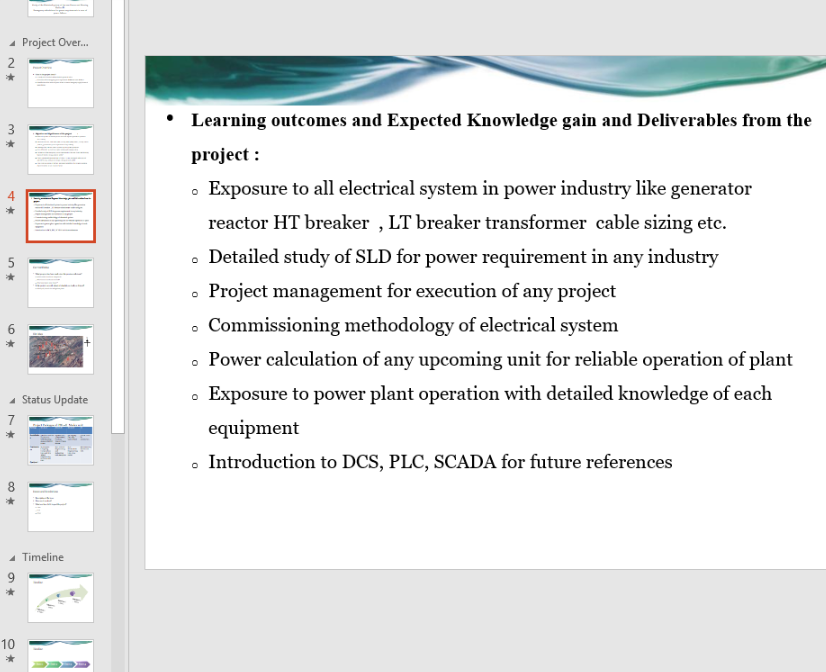 Project Over...
2
3
4
5
6
Status Update
7
8
Timeline
9
10
• Learning outcomes and Expected Knowledge gain and Deliverables from the
project :
o Exposure to all electrical system in power industry like generator
reactor HT breaker , LT breaker transformer cable sizing etc.
o Detailed study of SLD for power requirement in any industry
o Project management for execution of any project
o Commissioning methodology of electrical system
o Power calculation of any upcoming unit for reliable operation of plant
o Exposure to power plant operation with detailed knowledge of each
equipment
o Introduction to DCS, PLC, SCADA for future references